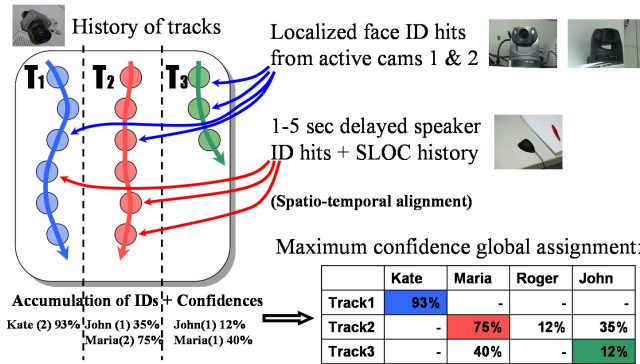 History of tracks
Localized face ID hits
from active cams 1 & 2
T1 T2 T3
1-5 sec delayed speaker
ID hits + SLOC history
(Spatio-temporal alignment)
Maximum confidence global assignment:
Kate Maria Roger John
Track1 93% - - -
Track2 - 75% 12% 35%
Track3 - 40% - 12%
Accumulation of IDs + Confidences
Kate (2) 93% John (1) 35% John(1) 12%
Maria(2) 75% Maria(1) 40%